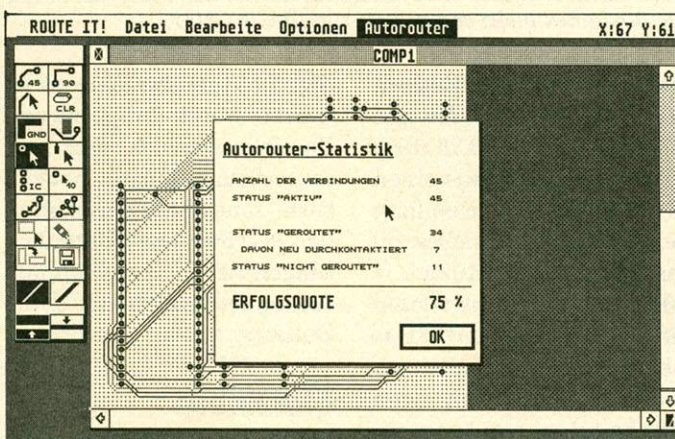 ROUTE IT! Datei Bearbeite Optionen Autorouter X:67 Y:61
COMP1
45 90
CLR
GND
IC 40
Autorouter-Statistik
ANZAHL DER VERBINDUNGEN 45
STATUS "AKTIV" 45
STATUS "GEROUTET" 34
DAVON NEU DURCHKONTAKTIERT 7
STATUS "NICHT GEROUTET" 11
ERFOLGSQUOTE 75 %
OK